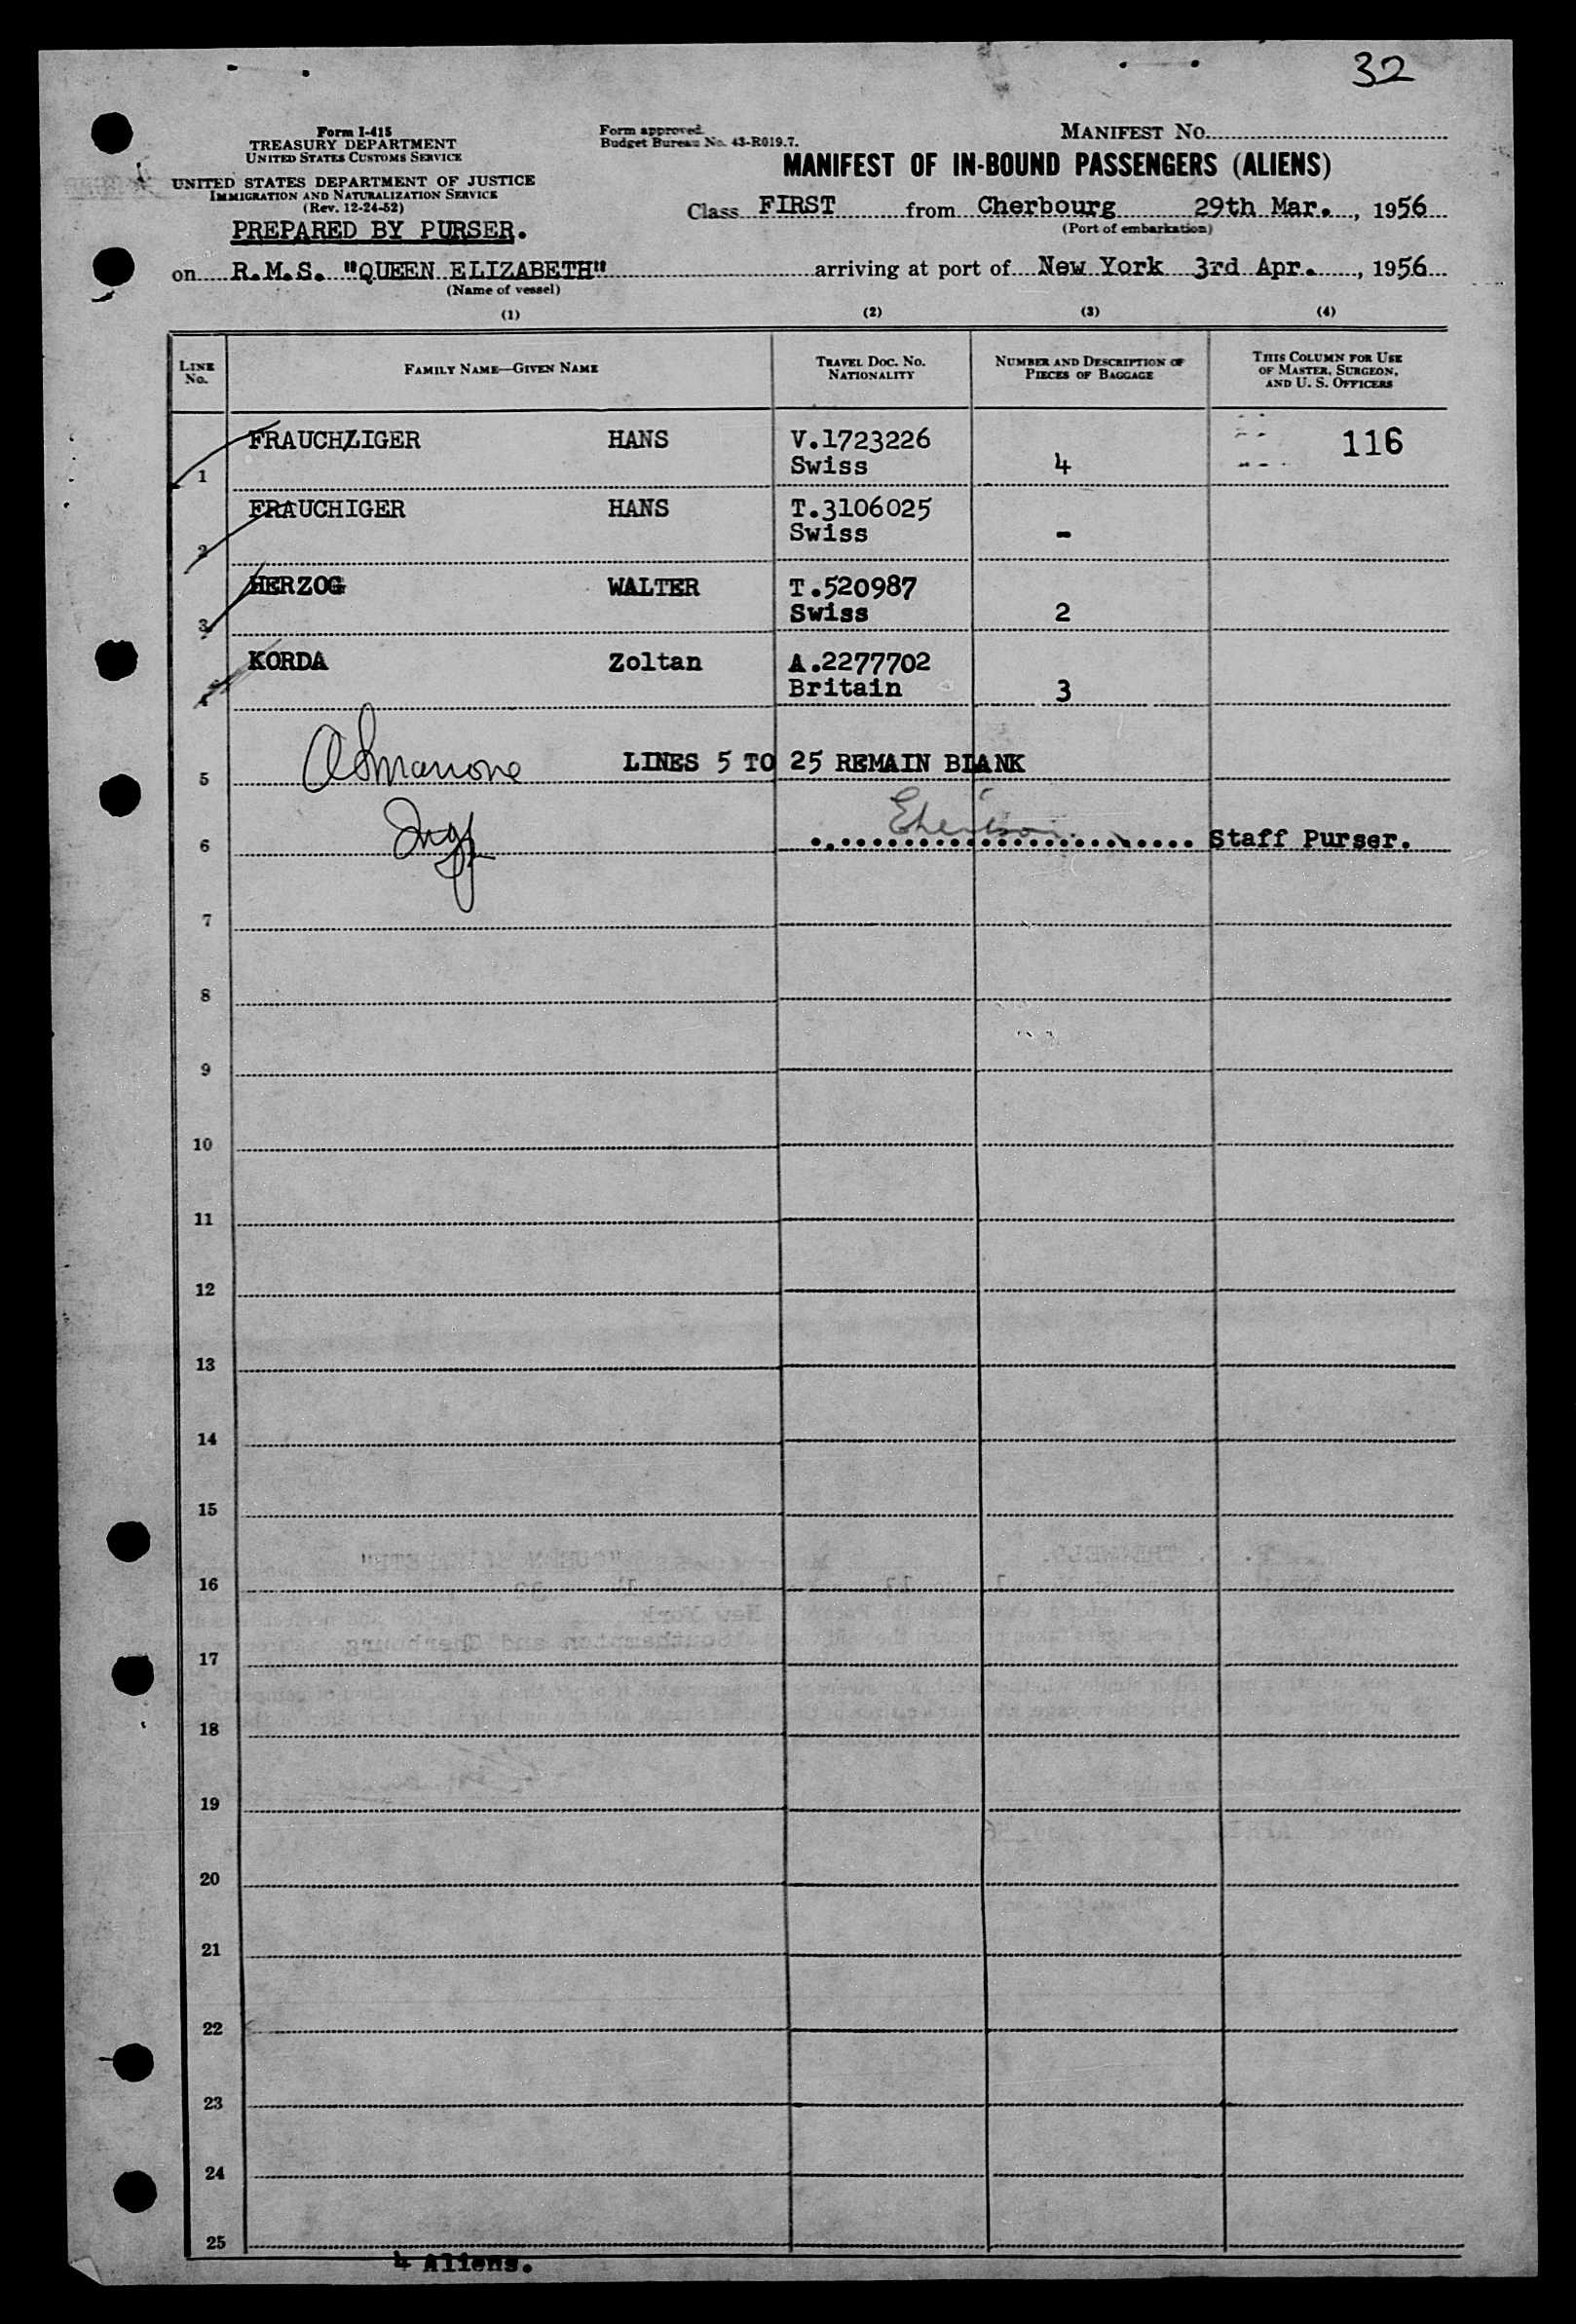 32
Form I-415
TREASURY DEPARTMENT
UNITED STATES CUSTOMS SERVICE
UNITED STATES DEPARTMENT OF JUSTICE
IMMIGRATION AND NATURALIZATION SERVICE
(Rev. 12-24-52)
PREPARED BY PURSER.
Form approved.
Budget Bureau No. 43-R019.7.
MANIFEST NO.
MANIFEST OF IN-BOUND PASSENGERS (ALIENS)
Class FIRST from Cherbourg 29th Mar., 1956
(Port of embarkation)
on R.M.S. "QUEEN ELIZABETH" arriving at port of New York 3rd Apr., 1956
(Name of vessel)
(1) (2) (3) (4)
LINE No. FAMILY NAME—GIVEN NAME TRAVEL DOC. NO. NATIONALITY NUMBER AND DESCRIPTION OF PIECES OF BAGGAGE THIS COLUMN FOR USE OF MASTER, SURGEON, AND U. S. OFFICERS
1 FRAUCHLIGER HANS V.1723226 Swiss 4 116
2 FRAUCHIGER HANS T.3106025 Swiss -
3 HERZOG WALTER T.520987 Swiss 2
4 KORDA Zoltan A.2277702 Britain 3
5 LINES 5 TO 25 REMAIN BLANK
6 Staff Purser.
7
8
9
10
11
12
13
14
15
16
17
18
19
20
21
22
23
24
25
4 Aliens.